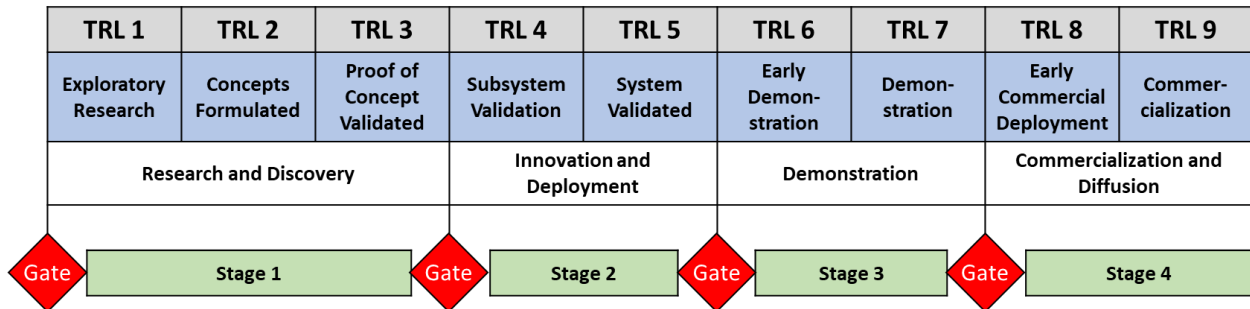 TRL 1 TRL 2 TRL 3 TRL 4 TRL 5 TRL 6 TRL 7 TRL 8 TRL 9
Exploratory
Research
Concepts
Formulated
Proof of
Concept
Validated
Subsystem
Validation
System
Validated
Early
Demon-
stration
Demon-
stration
Early
Commercial
Deployment
Commer-
cialization
Research and Discovery
Innovation and
Deployment
Demonstration
Commercialization and
Diffusion
Gate Stage 1 Gate Stage 2 Gate Stage 3 Gate Stage 4